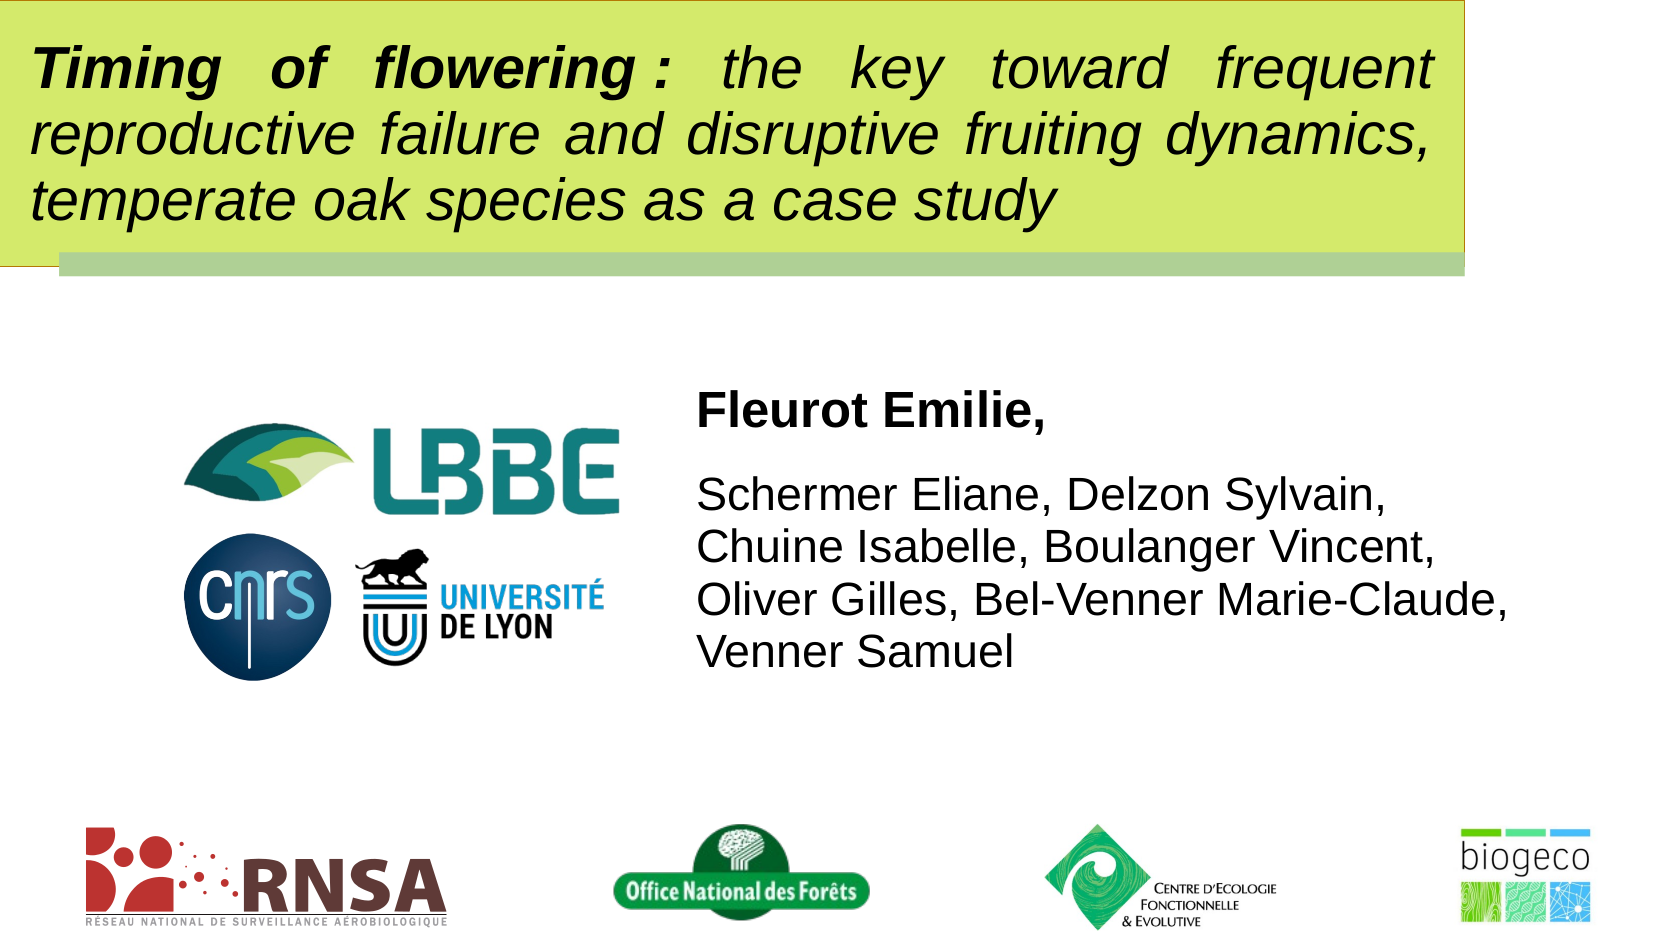 Timing of flowering : the key toward frequent
reproductive failure and disruptive fruiting dynamics,
temperate oak species as a case study
Fleurot Emilie,
Schermer Eliane, Delzon Sylvain,
Chuine Isabelle, Boulanger Vincent,
Oliver Gilles, Bel-Venner Marie-Claude,
Venner Samuel
LBBE
cnrs
UNIVERSITÉ
DE LYON
RNSA
RÉSEAU NATIONAL DE SURVEILLANCE AÉROBIOLOGIQUE
Office National des Forêts
CENTRE D'ECOLOGIE
FONCTIONNELLE
& EVOLUTIVE
biogeco